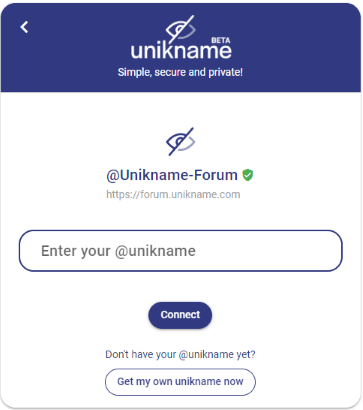 BETA
unikname
Simple, secure and private!
@Unikname-Forum
https://forum.unikname.com
Enter your @unikname
Connect
Don't have your @unikname yet?
Get my own unikname now